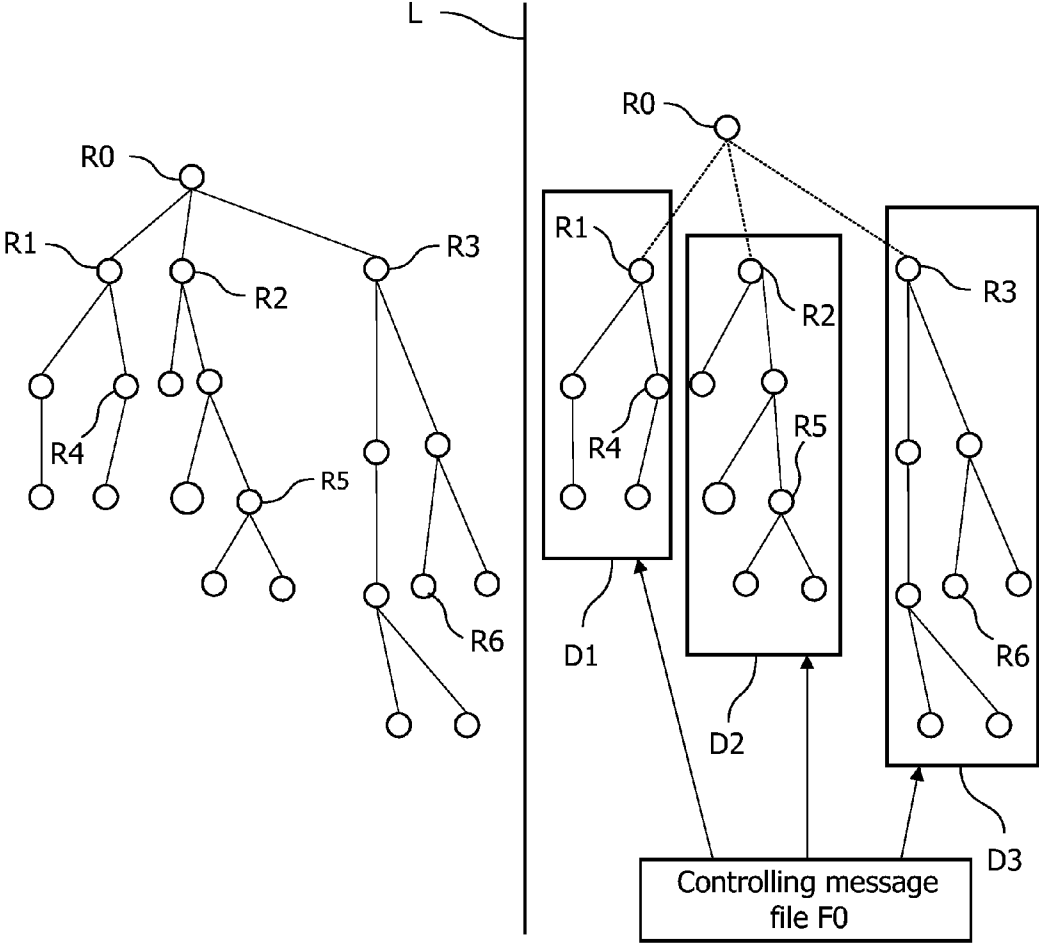 L
R0
R1
R2
R3
R4
R5
R6
R0
R1
R2
R3
R4
R5
R6
D1
D2
D3
Controlling message
file F0